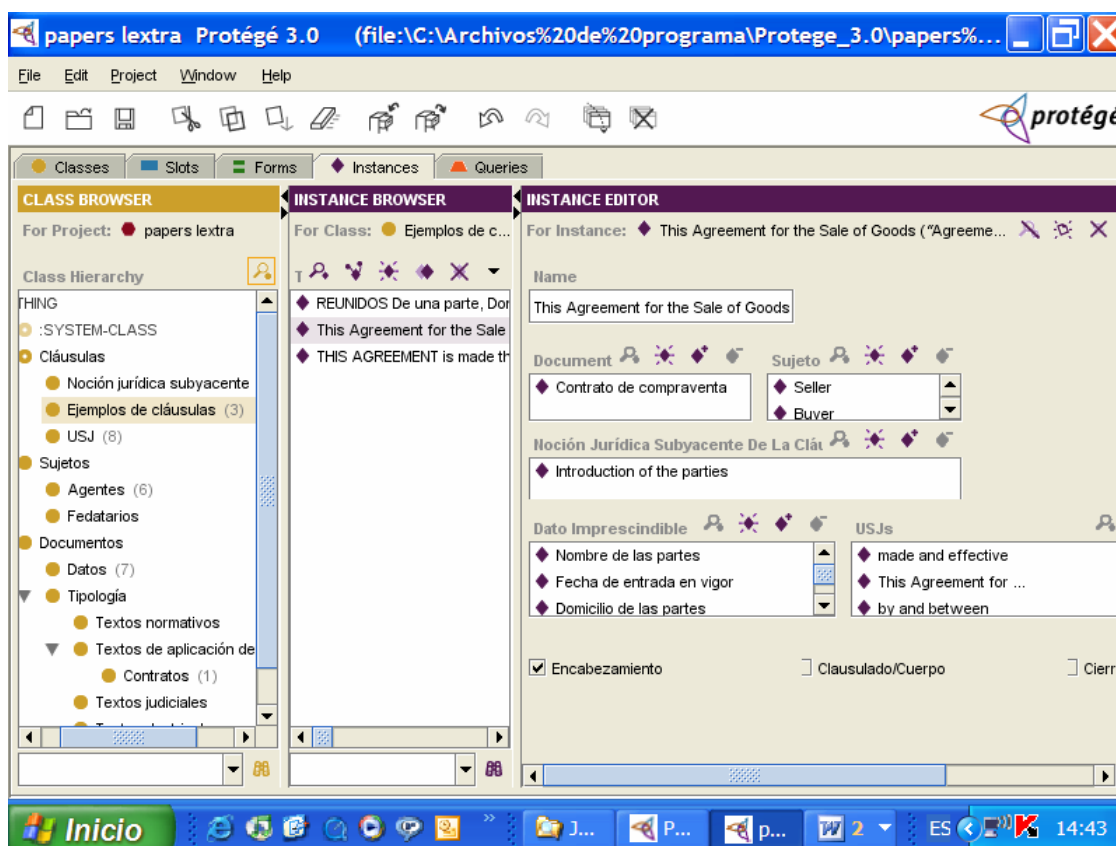 papers lextra Protégé 3.0 (file:\C:\Archivos%20de%20programa\Protege_3.0\papers%...
File Edit Project Window Help
protégé
Classes Slots Forms Instances Queries
CLASS BROWSER
For Project: papers lextra
Class Hierarchy
THING
:SYSTEM-CLASS
Cláusulas
Noción jurídica subyacente
Ejemplos de cláusulas (3)
USJ (8)
Sujetos
Agentes (6)
Fedatarios
Documentos
Datos (7)
Tipología
Textos normativos
Textos de aplicación de
Contratos (1)
Textos judiciales
INSTANCE BROWSER
For Class: Ejemplos de c...
T
REUNIDOS De una parte, Dor
This Agreement for the Sale
THIS AGREEMENT is made th
INSTANCE EDITOR
For Instance: This Agreement for the Sale of Goods ("Agreeme...
Name
This Agreement for the Sale of Goods
Document
Contrato de compraventa
Sujeto
Seller
Buyer
Noción Jurídica Subyacente De La Cláu
Introduction of the parties
Dato Imprescindible
Nombre de las partes
Fecha de entrada en vigor
Domicilio de las partes
USJs
made and effective
This Agreement for ...
by and between
Encabezamiento
Clausulado/Cuerpo
Cierr
Inicio
J...
P...
p...
2
ES
14:43